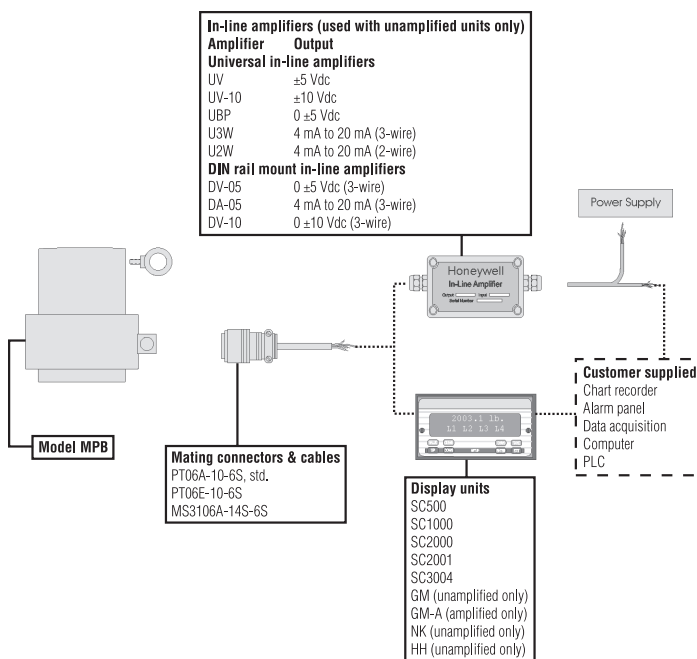 In-line amplifiers (used with unamplified units only)
Amplifier Output
Universal in-line amplifiers
UV ±5 Vdc
UV-10 ±10 Vdc
UBP 0 ±5 Vdc
U3W 4 mA to 20 mA (3-wire)
U2W 4 mA to 20 mA (2-wire)
DIN rail mount in-line amplifiers
DV-05 0 ±5 Vdc (3-wire)
DA-05 4 mA to 20 mA (3-wire)
DV-10 0 ±10 Vdc (3-wire)
Power Supply
Honeywell
In-Line Amplifier
Output Input
Serial Number
Model MPB
Mating connectors & cables
PT06A-10-6S, std.
PT06E-10-6S
MS3106A-14S-6S
2003.1 lb.
L1 L2 L3 L4
Customer supplied
Chart recorder
Alarm panel
Data acquisition
Computer
PLC
Display units
SC500
SC1000
SC2000
SC2001
SC3004
GM (unamplified only)
GM-A (amplified only)
NK (unamplified only)
HH (unamplified only)